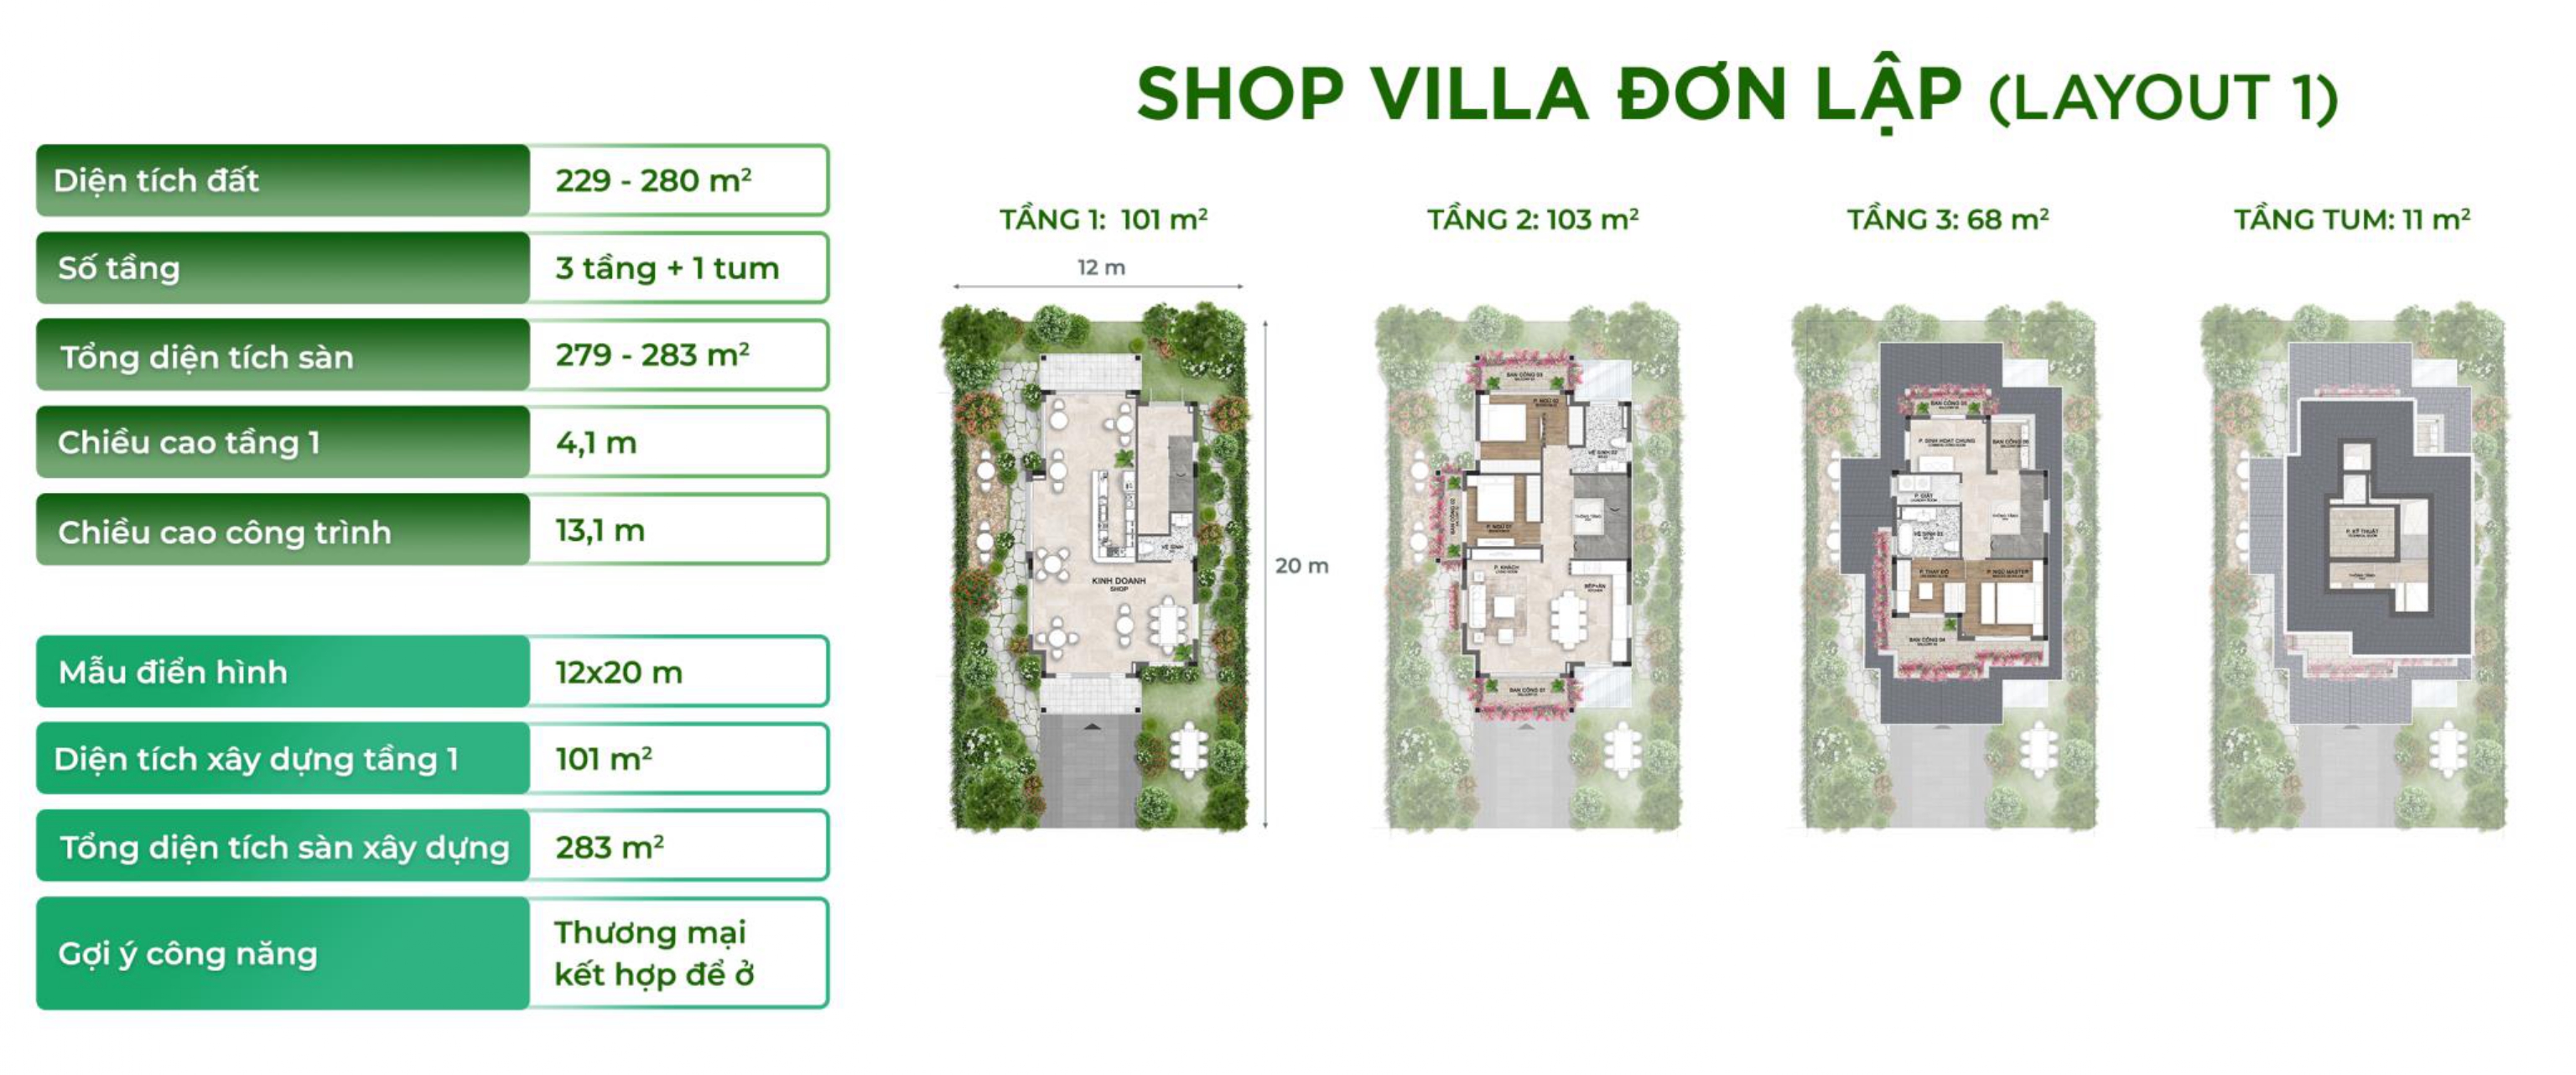 SHOP VILLA ĐƠN LẬP (LAYOUT 1)
Diện tích đất
229 - 280 m²
Số tầng
3 tầng + 1 tum
Tổng diện tích sàn
279 - 283 m²
Chiều cao tầng 1
4,1 m
Chiều cao công trình
13,1 m
Mẫu điển hình
12x20 m
Diện tích xây dựng tầng 1
101 m²
Tổng diện tích sàn xây dựng
283 m²
Gợi ý công năng
Thương mại
kết hợp để ở
TẦNG 1: 101 m²
12 m
20 m
VỆ SINH
KINH DOANH
SHOP
TẦNG 2: 103 m²
BAN CÔNG 03
P. NGỦ 02
VỆ SINH 02
BAN CÔNG 02
P. NGỦ 01
THÔNG TẦNG
P. KHÁCH
BẾP+ĂN
BAN CÔNG 01
TẦNG 3: 68 m²
BAN CÔNG 05
P. SINH HOẠT CHUNG
BAN CÔNG 06
P. GIẶT
VỆ SINH 03
THÔNG TẦNG
P. THAY ĐỒ
P. NGỦ MASTER
BAN CÔNG 04
TẦNG TUM: 11 m²
P. KỸ THUẬT
THÔNG TẦNG